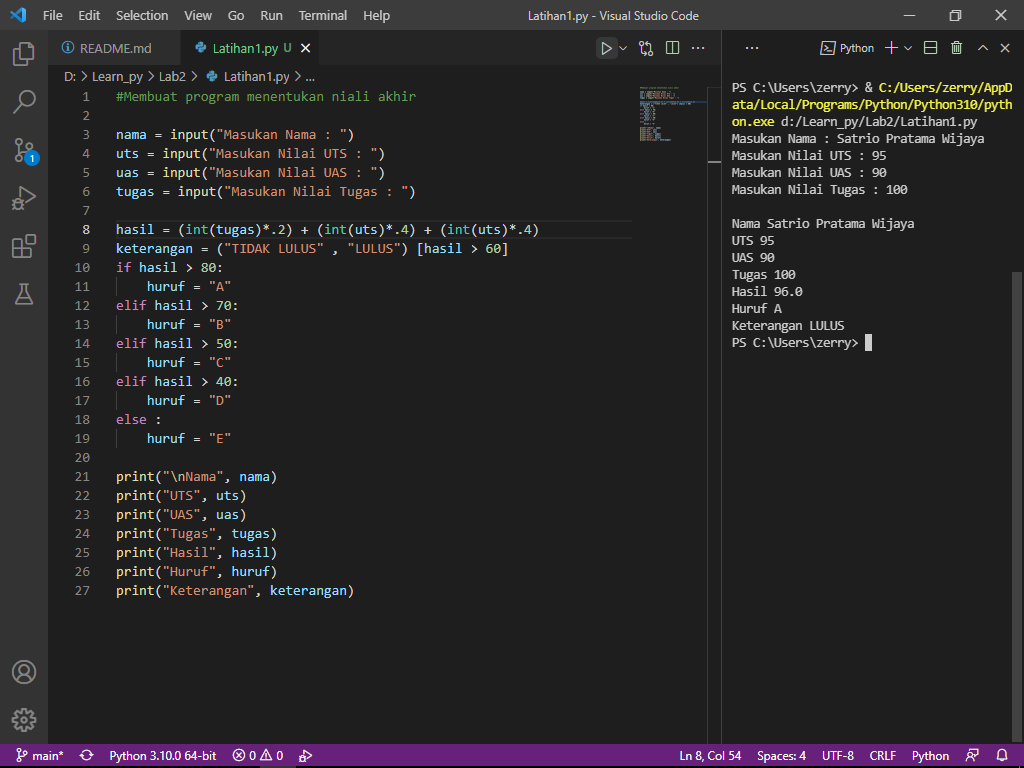 File Edit Selection View Go Run Terminal Help Latihan1.py - Visual Studio Code
README.md Latihan1.py U
D: > Learn_py > Lab2 > Latihan1.py > ...
1 #Membuat program menentukan niali akhir
2
3 nama = input("Masukan Nama : ")
4 uts = input("Masukan Nilai UTS : ")
5 uas = input("Masukan Nilai UAS : ")
6 tugas = input("Masukan Nilai Tugas : ")
7
8 hasil = (int(tugas)*.2) + (int(uts)*.4) + (int(uts)*.4)
9 keterangan = ("TIDAK LULUS" , "LULUS") [hasil > 60]
10 if hasil > 80:
11 huruf = "A"
12 elif hasil > 70:
13 huruf = "B"
14 elif hasil > 50:
15 huruf = "C"
16 elif hasil > 40:
17 huruf = "D"
18 else :
19 huruf = "E"
20
21 print("\nNama", nama)
22 print("UTS", uts)
23 print("UAS", uas)
24 print("Tugas", tugas)
25 print("Hasil", hasil)
26 print("Huruf", huruf)
27 print("Keterangan", keterangan)
Python
PS C:\Users\zerry> & C:/Users/zerry/AppD
ata/Local/Programs/Python/Python310/pyth
on.exe d:/Learn_py/Lab2/Latihan1.py
Masukan Nama : Satrio Pratama Wijaya
Masukan Nilai UTS : 95
Masukan Nilai UAS : 90
Masukan Nilai Tugas : 100
Nama Satrio Pratama Wijaya
UTS 95
UAS 90
Tugas 100
Hasil 96.0
Huruf A
Keterangan LULUS
PS C:\Users\zerry>
1
main* Python 3.10.0 64-bit 0 0 Ln 8, Col 54 Spaces: 4 UTF-8 CRLF Python